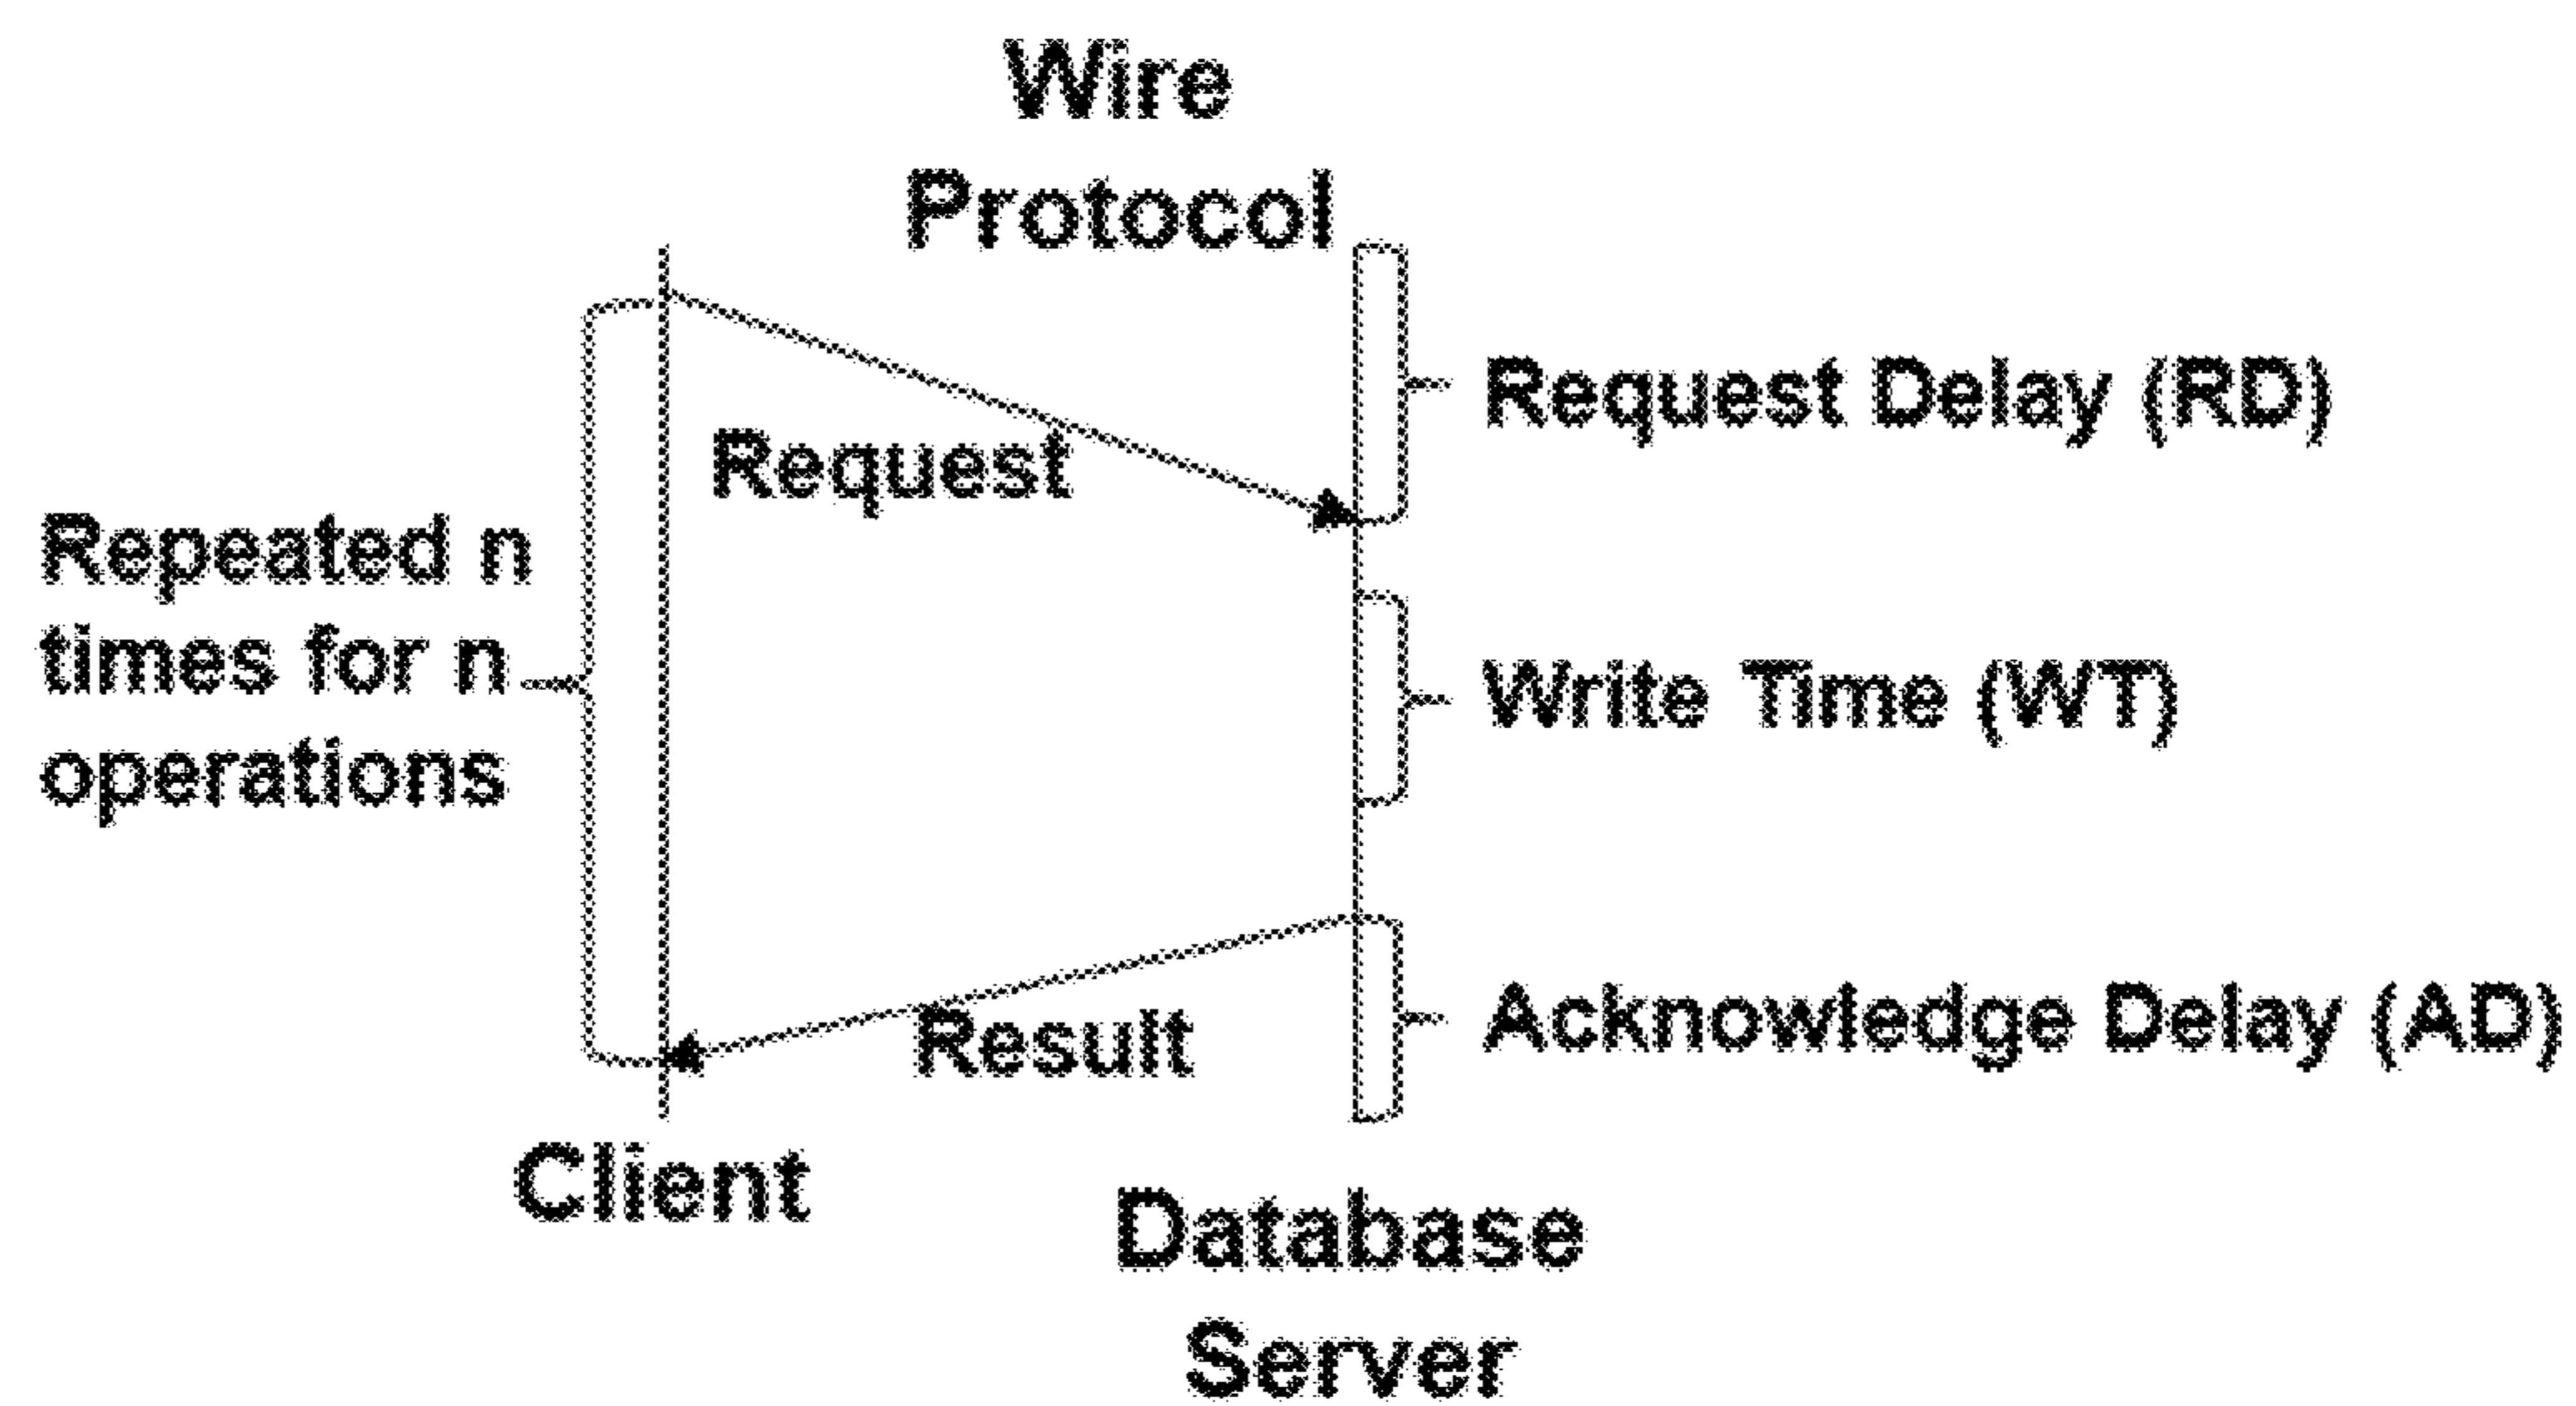 Wire
Protocol
Request Delay (RD)
Request
Repeated n
times for n
operations
Write Time (WT)
Acknowledge Delay (AD)
Result
Client
Database
Server